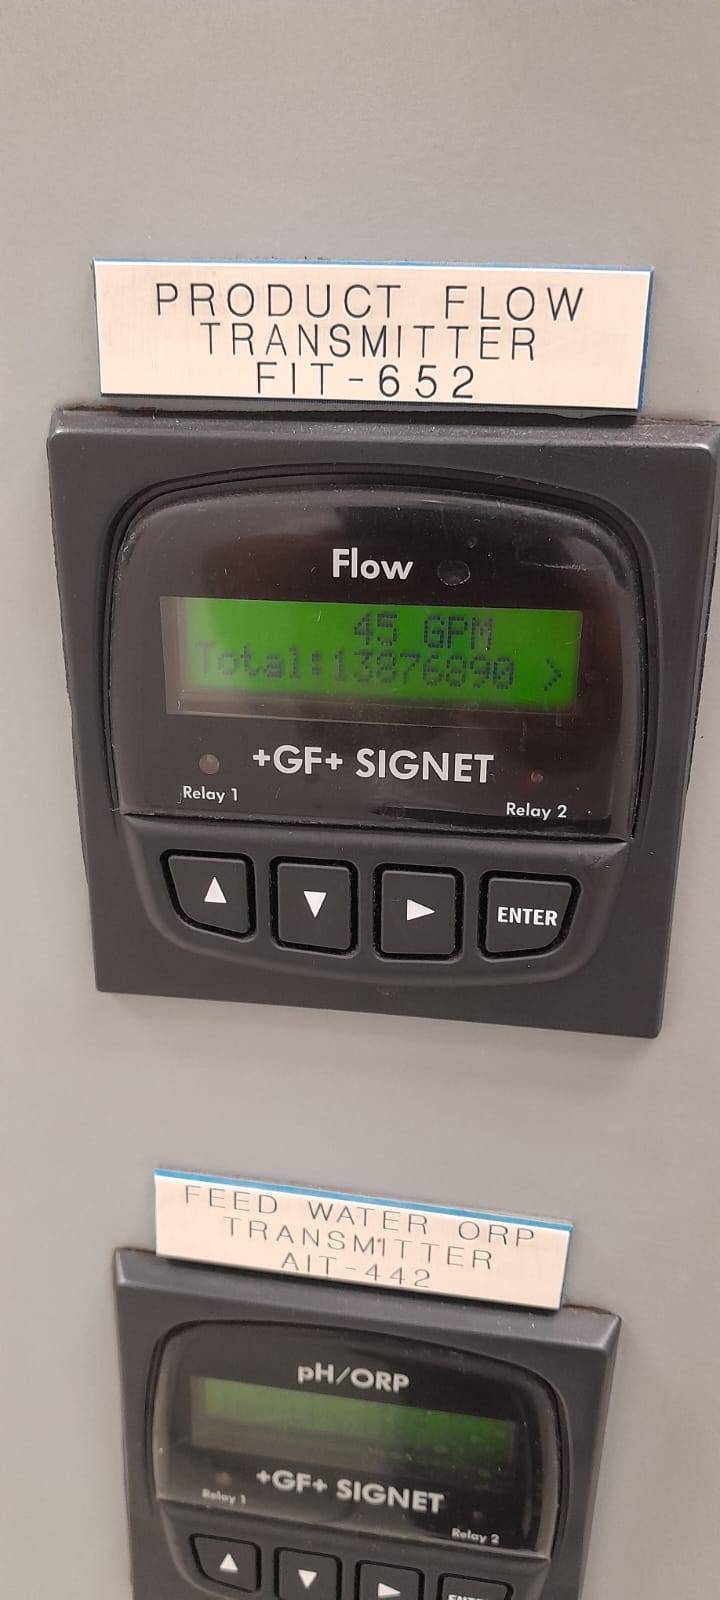 PRODUCT FLOW
TRANSMITTER
FIT-652
Flow
45 GPM
Total:13876890 >
+GF+ SIGNET
Relay 1
Relay 2
ENTER
FEED WATER ORP
TRANSMITTER
AIT-442
pH/ORP
+GF+ SIGNET
Relay 1
Relay 2